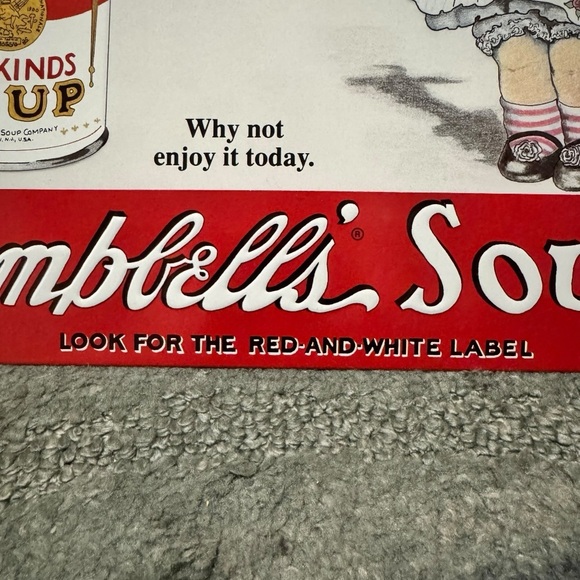 KINDS
UP
SOUP COMPANY
N.J., U.S.A.
Why not
enjoy it today.
mpbell's® Sou
LOOK FOR THE RED-AND-WHITE LABEL